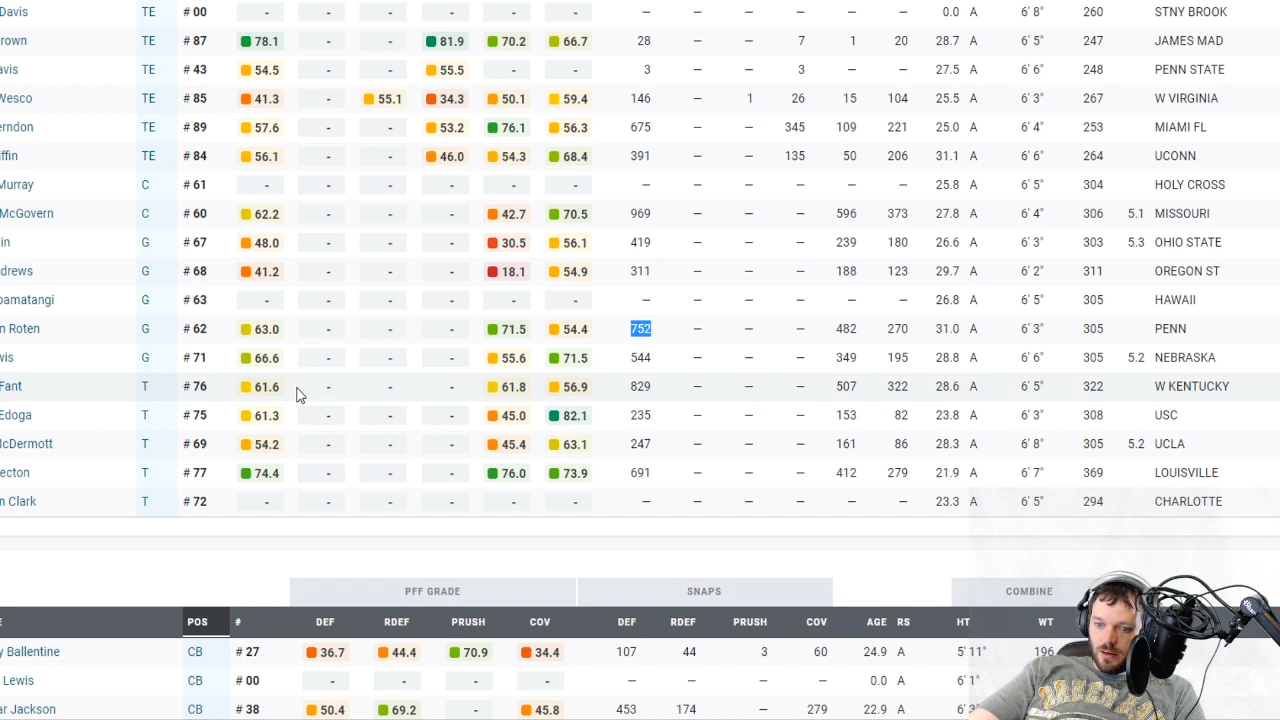 Davis TE # 00 - - - - - - — — — — — — 0.0 A 6' 8" 260 STNY BROOK
rown TE # 87 78.1 - - 81.9 70.2 66.7 28 — — 7 1 20 28.7 A 6' 5" 247 JAMES MAD
avis TE # 43 54.5 - - 55.5 - - 3 — — 3 — — 27.5 A 6' 6" 248 PENN STATE
Wesco TE # 85 41.3 - 55.1 34.3 50.1 59.4 146 — 1 26 15 104 25.5 A 6' 3" 267 W VIRGINIA
erndon TE # 89 57.6 - - 53.2 76.1 56.3 675 — — 345 109 221 25.0 A 6' 4" 253 MIAMI FL
iffin TE # 84 56.1 - - 46.0 54.3 68.4 391 — — 135 50 206 31.1 A 6' 6" 264 UCONN
Murray C # 61 - - - - - - — — — — — — 25.8 A 6' 5" 304 HOLY CROSS
McGovern C # 60 62.2 - - - 42.7 70.5 969 — — — 596 373 27.8 A 6' 4" 306 5.1 MISSOURI
in G # 67 48.0 - - - 30.5 56.1 419 — — — 239 180 26.6 A 6' 3" 303 5.3 OHIO STATE
drews G # 68 41.2 - - - 18.1 54.9 311 — — — 188 123 29.7 A 6' 2" 311 OREGON ST
oamatangi G # 63 - - - - - - — — — — — — 26.8 A 6' 5" 305 HAWAII
n Roten G # 62 63.0 - - - 71.5 54.4 752 — — — 482 270 31.0 A 6' 3" 305 PENN
wis G # 71 66.6 - - - 55.6 71.5 544 — — — 349 195 28.8 A 6' 6" 305 5.2 NEBRASKA
Fant T # 76 61.6 - - - 61.8 56.9 829 — — — 507 322 28.6 A 6' 5" 322 W KENTUCKY
Edoga T # 75 61.3 - - - 45.0 82.1 235 — — — 153 82 23.8 A 6' 3" 308 USC
McDermott T # 69 54.2 - - - 45.4 63.1 247 — — — 161 86 28.3 A 6' 8" 305 5.2 UCLA
ecton T # 77 74.4 - - - 76.0 73.9 691 — — — 412 279 21.9 A 6' 7" 369 LOUISVILLE
n Clark T # 72 - - - - - - — — — — — — 23.3 A 6' 5" 294 CHARLOTTE
PFF GRADE SNAPS COMBINE
E POS # DEF RDEF PRUSH COV DEF RDEF PRUSH COV AGE RS HT WT
y Ballentine CB # 27 36.7 44.4 70.9 34.4 107 44 3 60 24.9 A 5' 11" 196
Lewis CB # 00 - - - - — — — — 0.0 A 6' 1"
ar Jackson CB # 38 50.4 69.2 - 45.8 453 174 — 279 22.9 A 6' 3"